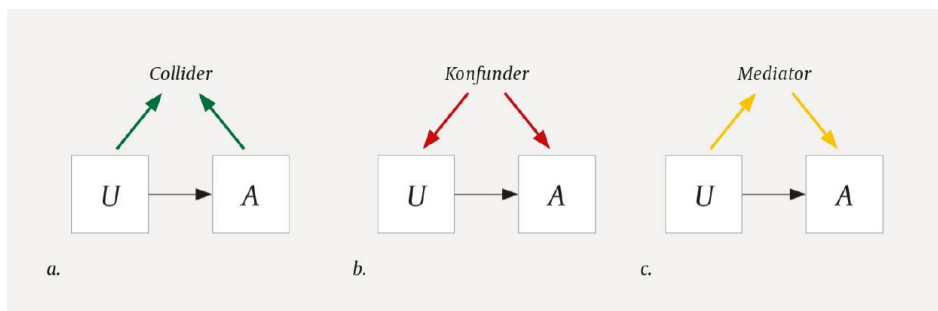 Collider
Konfunder
Mediator
U
A
U
A
U
A
a.
b.
c.